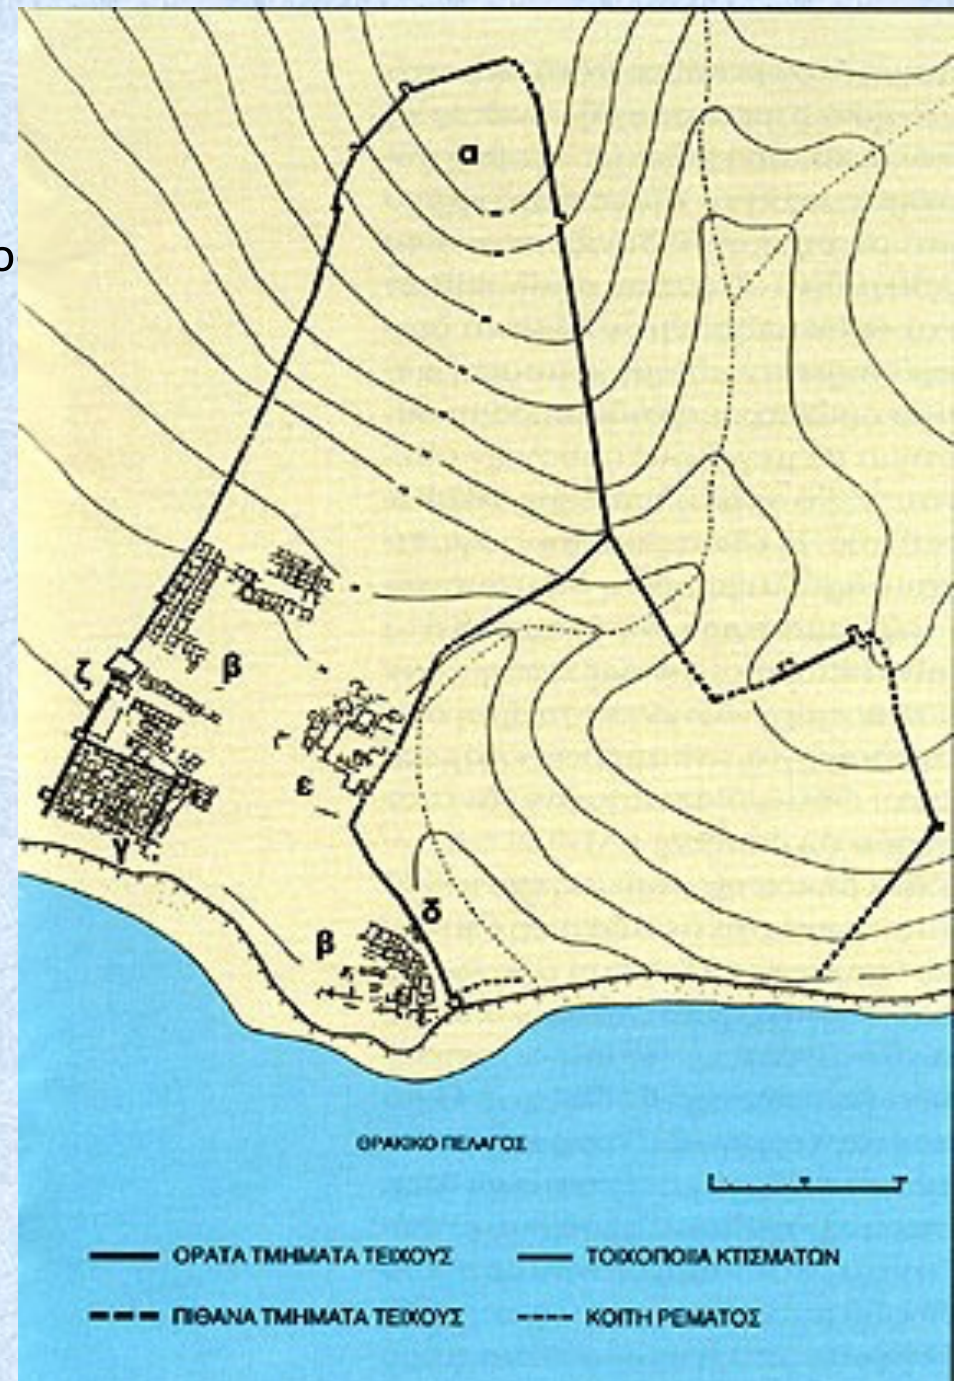 ρ
α
ζ
β
ε
γ
δ
β
ΘΡΑΚΙΚΟ ΠΕΛΑΓΟΣ
ΟΡΑΤΑ ΤΜΗΜΑΤΑ ΤΕΙΧΟΥΣ
ΤΟΙΧΟΠΟΙΙΑ ΚΤΙΣΜΑΤΩΝ
ΠΙΘΑΝΑ ΤΜΗΜΑΤΑ ΤΕΙΧΟΥΣ
ΚΟΙΤΗ ΡΕΜΑΤΟΣ